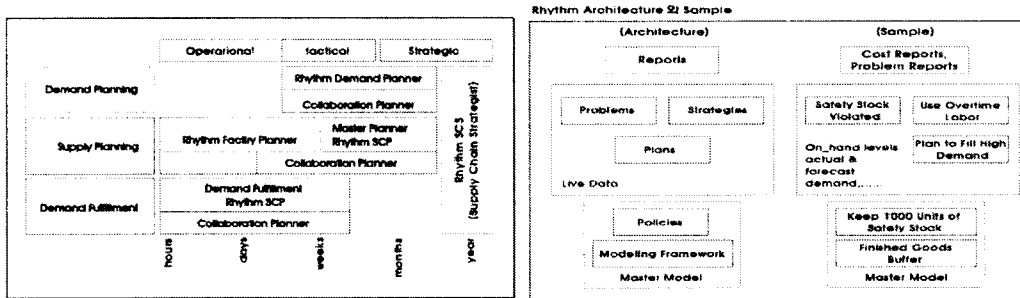 Operational Tactical Strategic
Demand Planning
Rhythm Demand Planner
Collaboration Planner
Supply Planning
Rhythm Facility Planner
Master Planner
Rhythm SCP
Collaboration Planner
Demand Fulfillment
Demand Fulfillment
Rhythm SCP
Collaboration Planner
Rhythm SCS
(Supply Chain Strategist)
hours days weeks months year
Rhythm Architecture 와 Sample
(Architecture)
Reports
Problems Strategies
Plans
Live Data
Policies
Modeling Framework
Master Model
(Sample)
Cost Reports,
Problem Reports
Safety Stock
Violated
Use Overtime
Labor
On_hand levels
actual &
forecast
demand,.....
Plan to Fill High
Demand
Keep 1000 Units of
Safety Stock
Finished Goods
Buffer
Master Model